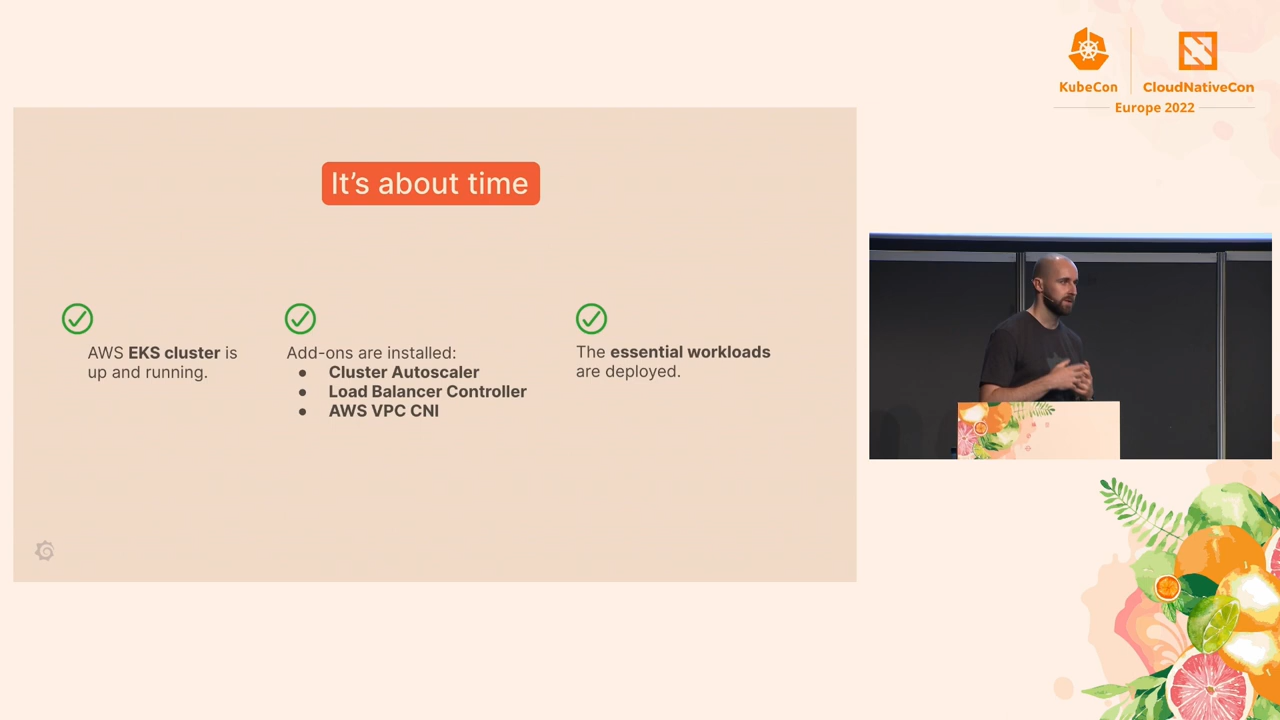 KubeCon
CloudNativeCon
Europe 2022
It's about time
AWS EKS cluster is
up and running.
Add-ons are installed:
● Cluster Autoscaler
● Load Balancer Controller
● AWS VPC CNI
The essential workloads
are deployed.